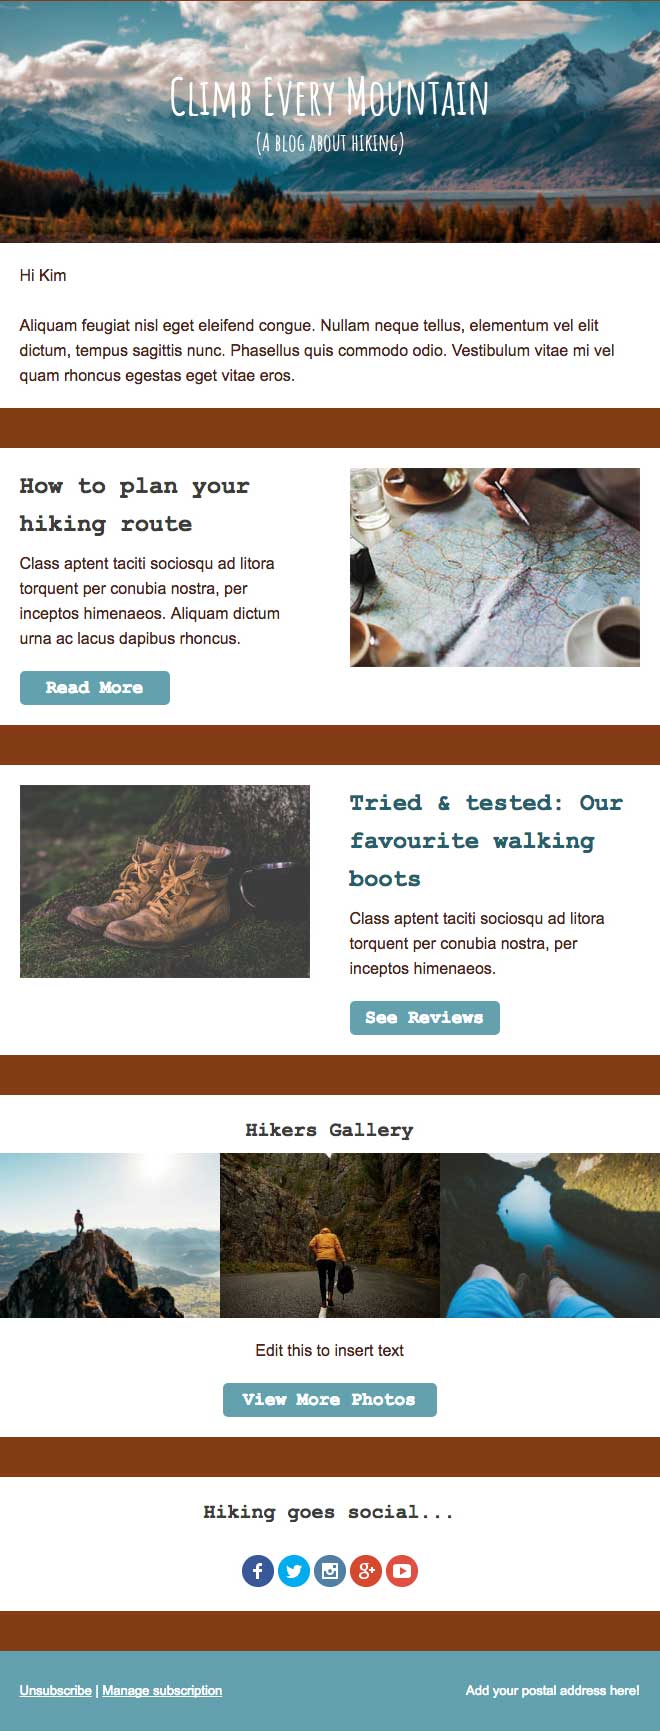 Climb Every Mountain
(A blog about hiking)
Hi Kim
Aliquam feugiat nisl eget eleifend congue. Nullam neque tellus, elementum vel elit
dictum, tempus sagittis nunc. Phasellus quis commodo odio. Vestibulum vitae mi vel
quam rhoncus egestas eget vitae eros.
How to plan your
hiking route
Class aptent taciti sociosqu ad litora
torquent per conubia nostra, per
inceptos himenaeos. Aliquam dictum
urna ac lacus dapibus rhoncus.
Read More
Tried & tested: Our
favourite walking
boots
Class aptent taciti sociosqu ad litora
torquent per conubia nostra, per
inceptos himenaeos.
See Reviews
Hikers Gallery
Edit this to insert text
View More Photos
Hiking goes social...
Unsubscribe | Manage subscription
Add your postal address here!